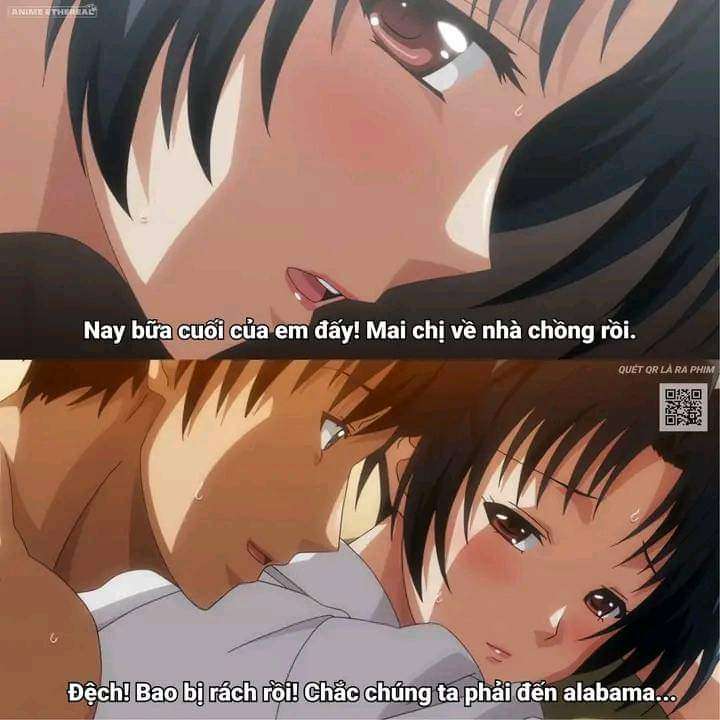 ANIME ETHEREAL
Nay bữa cuối của em đấy! Mai chị về nhà chồng rồi.
QUÉT QR LÀ RA PHIM
Đệch! Bao bị rách rồi! Chắc chúng ta phải đến alabama...